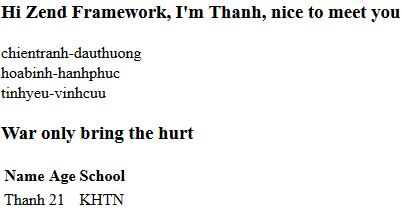 Hi Zend Framework, I'm Thanh, nice to meet you
chientranh-dauthuong
hoabinh-hanhphuc
tinhyeu-vinhcuu
War only bring the hurt
Name Age School
Thanh 21 KHTN